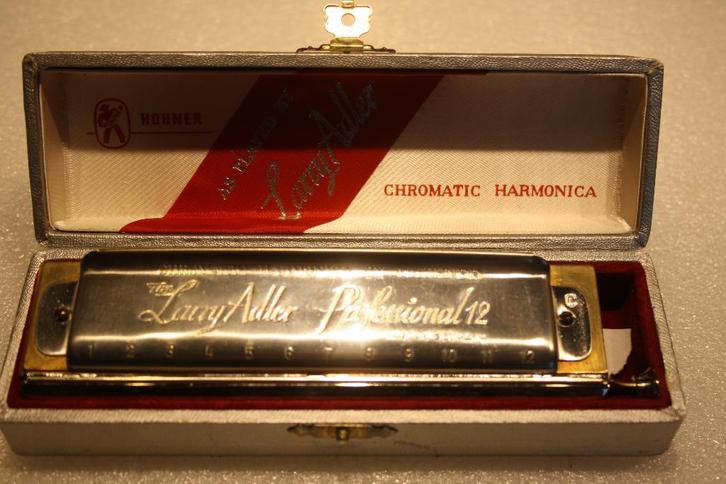 HOHNER
AS PLAYED BY
Larry Adler
CHROMATIC HARMONICA
The
Larry Adler Professional 12
C
1 2 3 4 5 6 7 8 9 10 11 12